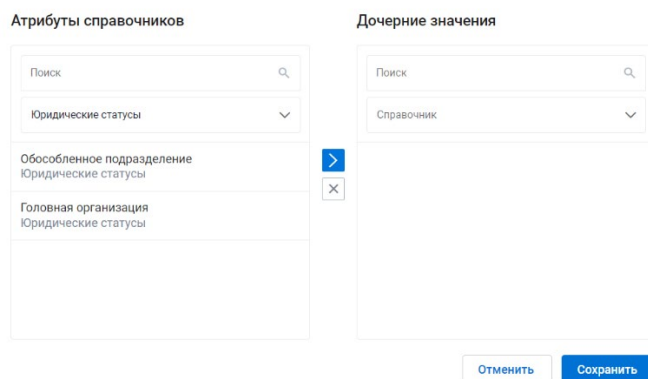 Атрибуты справочников
Дочерние значения
Поиск
Поиск
Юридические статусы
Справочник
Обособленное подразделение
Юридические статусы
Головная организация
Юридические статусы
Отменить
Сохранить